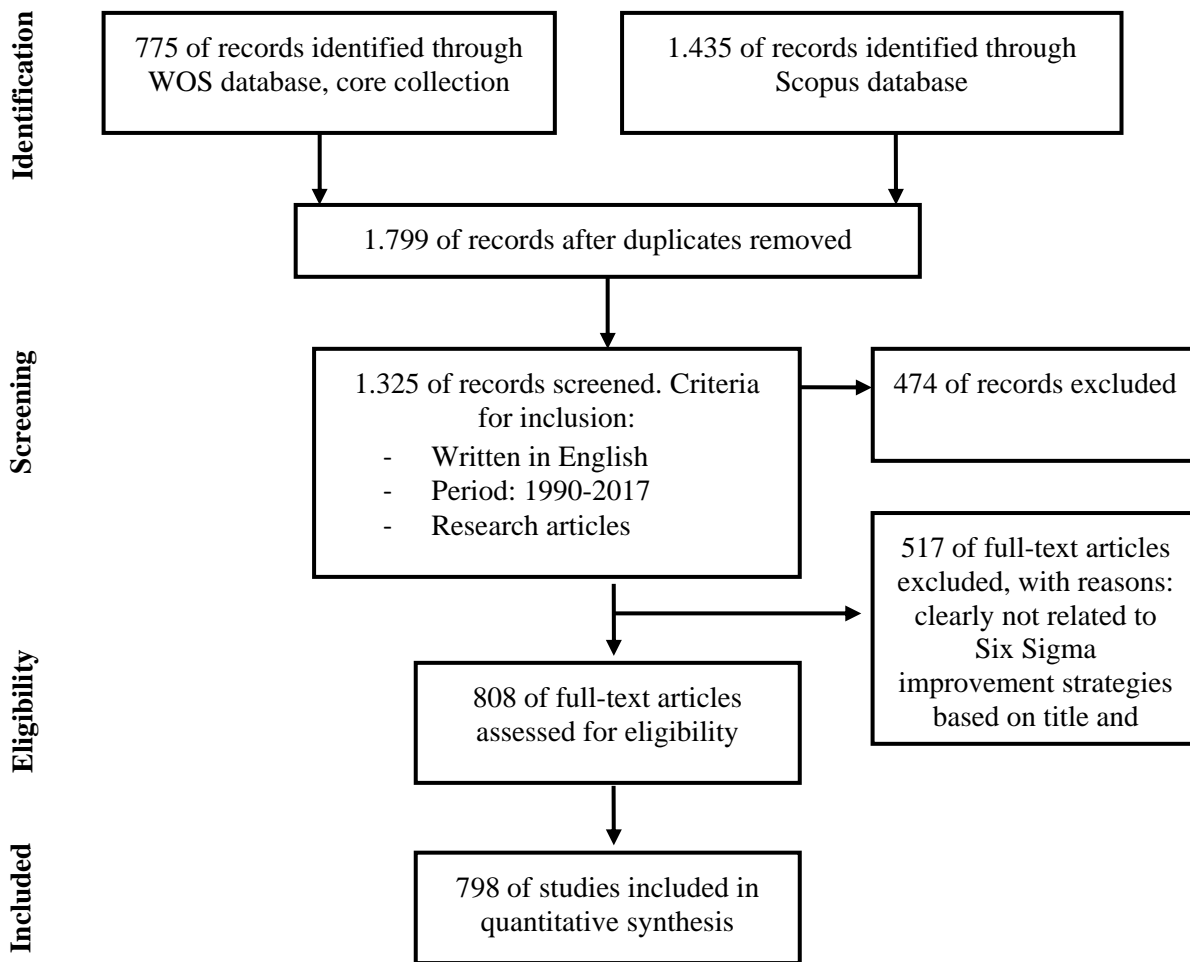 Identification
775 of records identified through
WOS database, core collection
1.435 of records identified through
Scopus database
1.799 of records after duplicates removed
Screening
1.325 of records screened. Criteria
for inclusion:
- Written in English
- Period: 1990-2017
- Research articles
474 of records excluded
517 of full-text articles
excluded, with reasons:
clearly not related to
Six Sigma
improvement strategies
based on title and
Eligibility
808 of full-text articles
assessed for eligibility
Included
798 of studies included in
quantitative synthesis